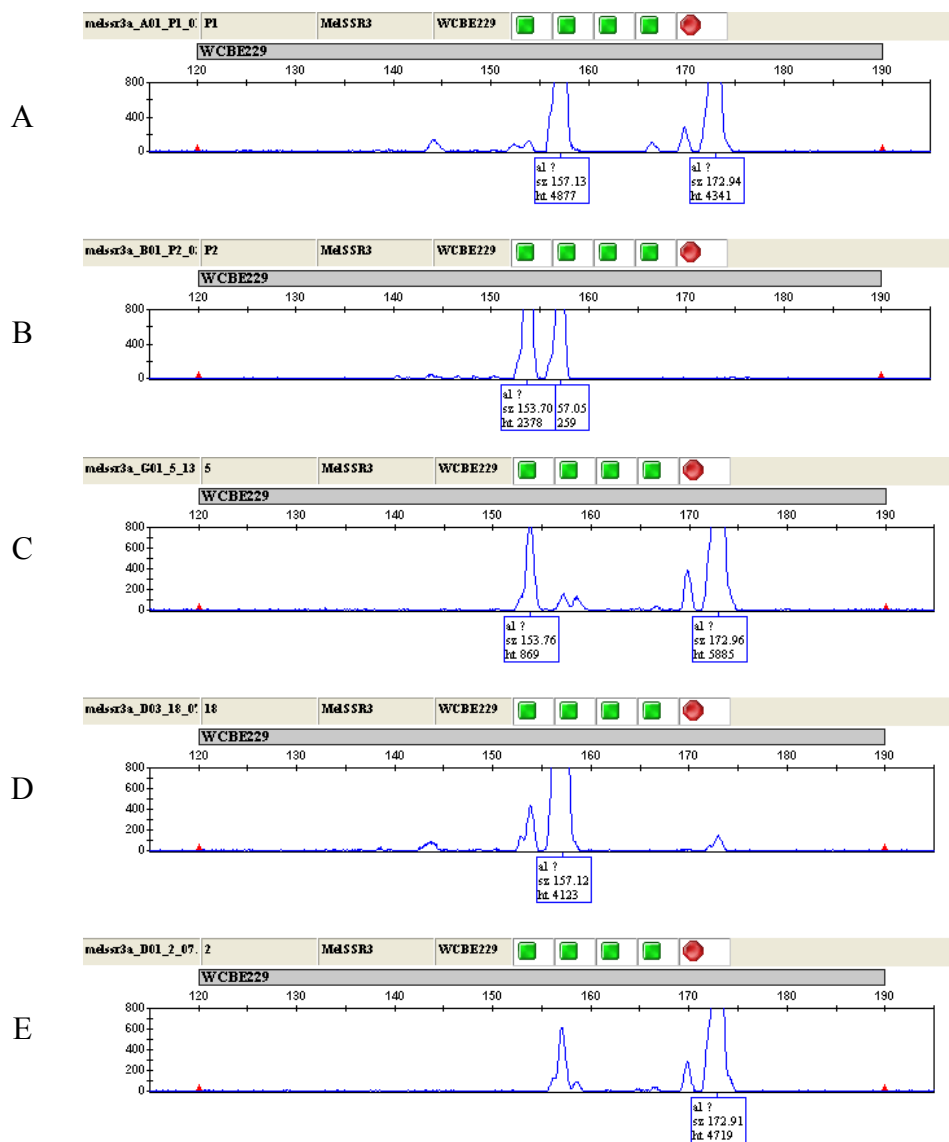 melssr3a_A01_P1_0 P1 MelSSR3 WCBE229
WCBE229
120 130 140 150 160 170 180 190
A
800
400
0
al ? al ?
sz 157.13 sz 172.94
ht 4877 ht 4341
melssr3a_B01_P2_0 P2 MelSSR3 WCBE229
WCBE229
120 130 140 150 160 170 180 190
B
800
400
0
al ?
sz 153.70 57.05
ht 2378 259
melssr3a_G01_5_13 5 MelSSR3 WCBE229
WCBE229
120 130 140 150 160 170 180 190
C
800
600
400
200
0
al ? al ?
sz 153.76 sz 172.96
ht 869 ht 5885
melssr3a_D03_18_0 18 MelSSR3 WCBE229
WCBE229
120 130 140 150 160 170 180 190
D
800
600
400
200
0
al ?
sz 157.12
ht 4123
melssr3a_D01_2_07. 2 MelSSR3 WCBE229
WCBE229
120 130 140 150 160 170 180 190
E
800
600
400
200
0
al ?
sz 172.91
ht 4719